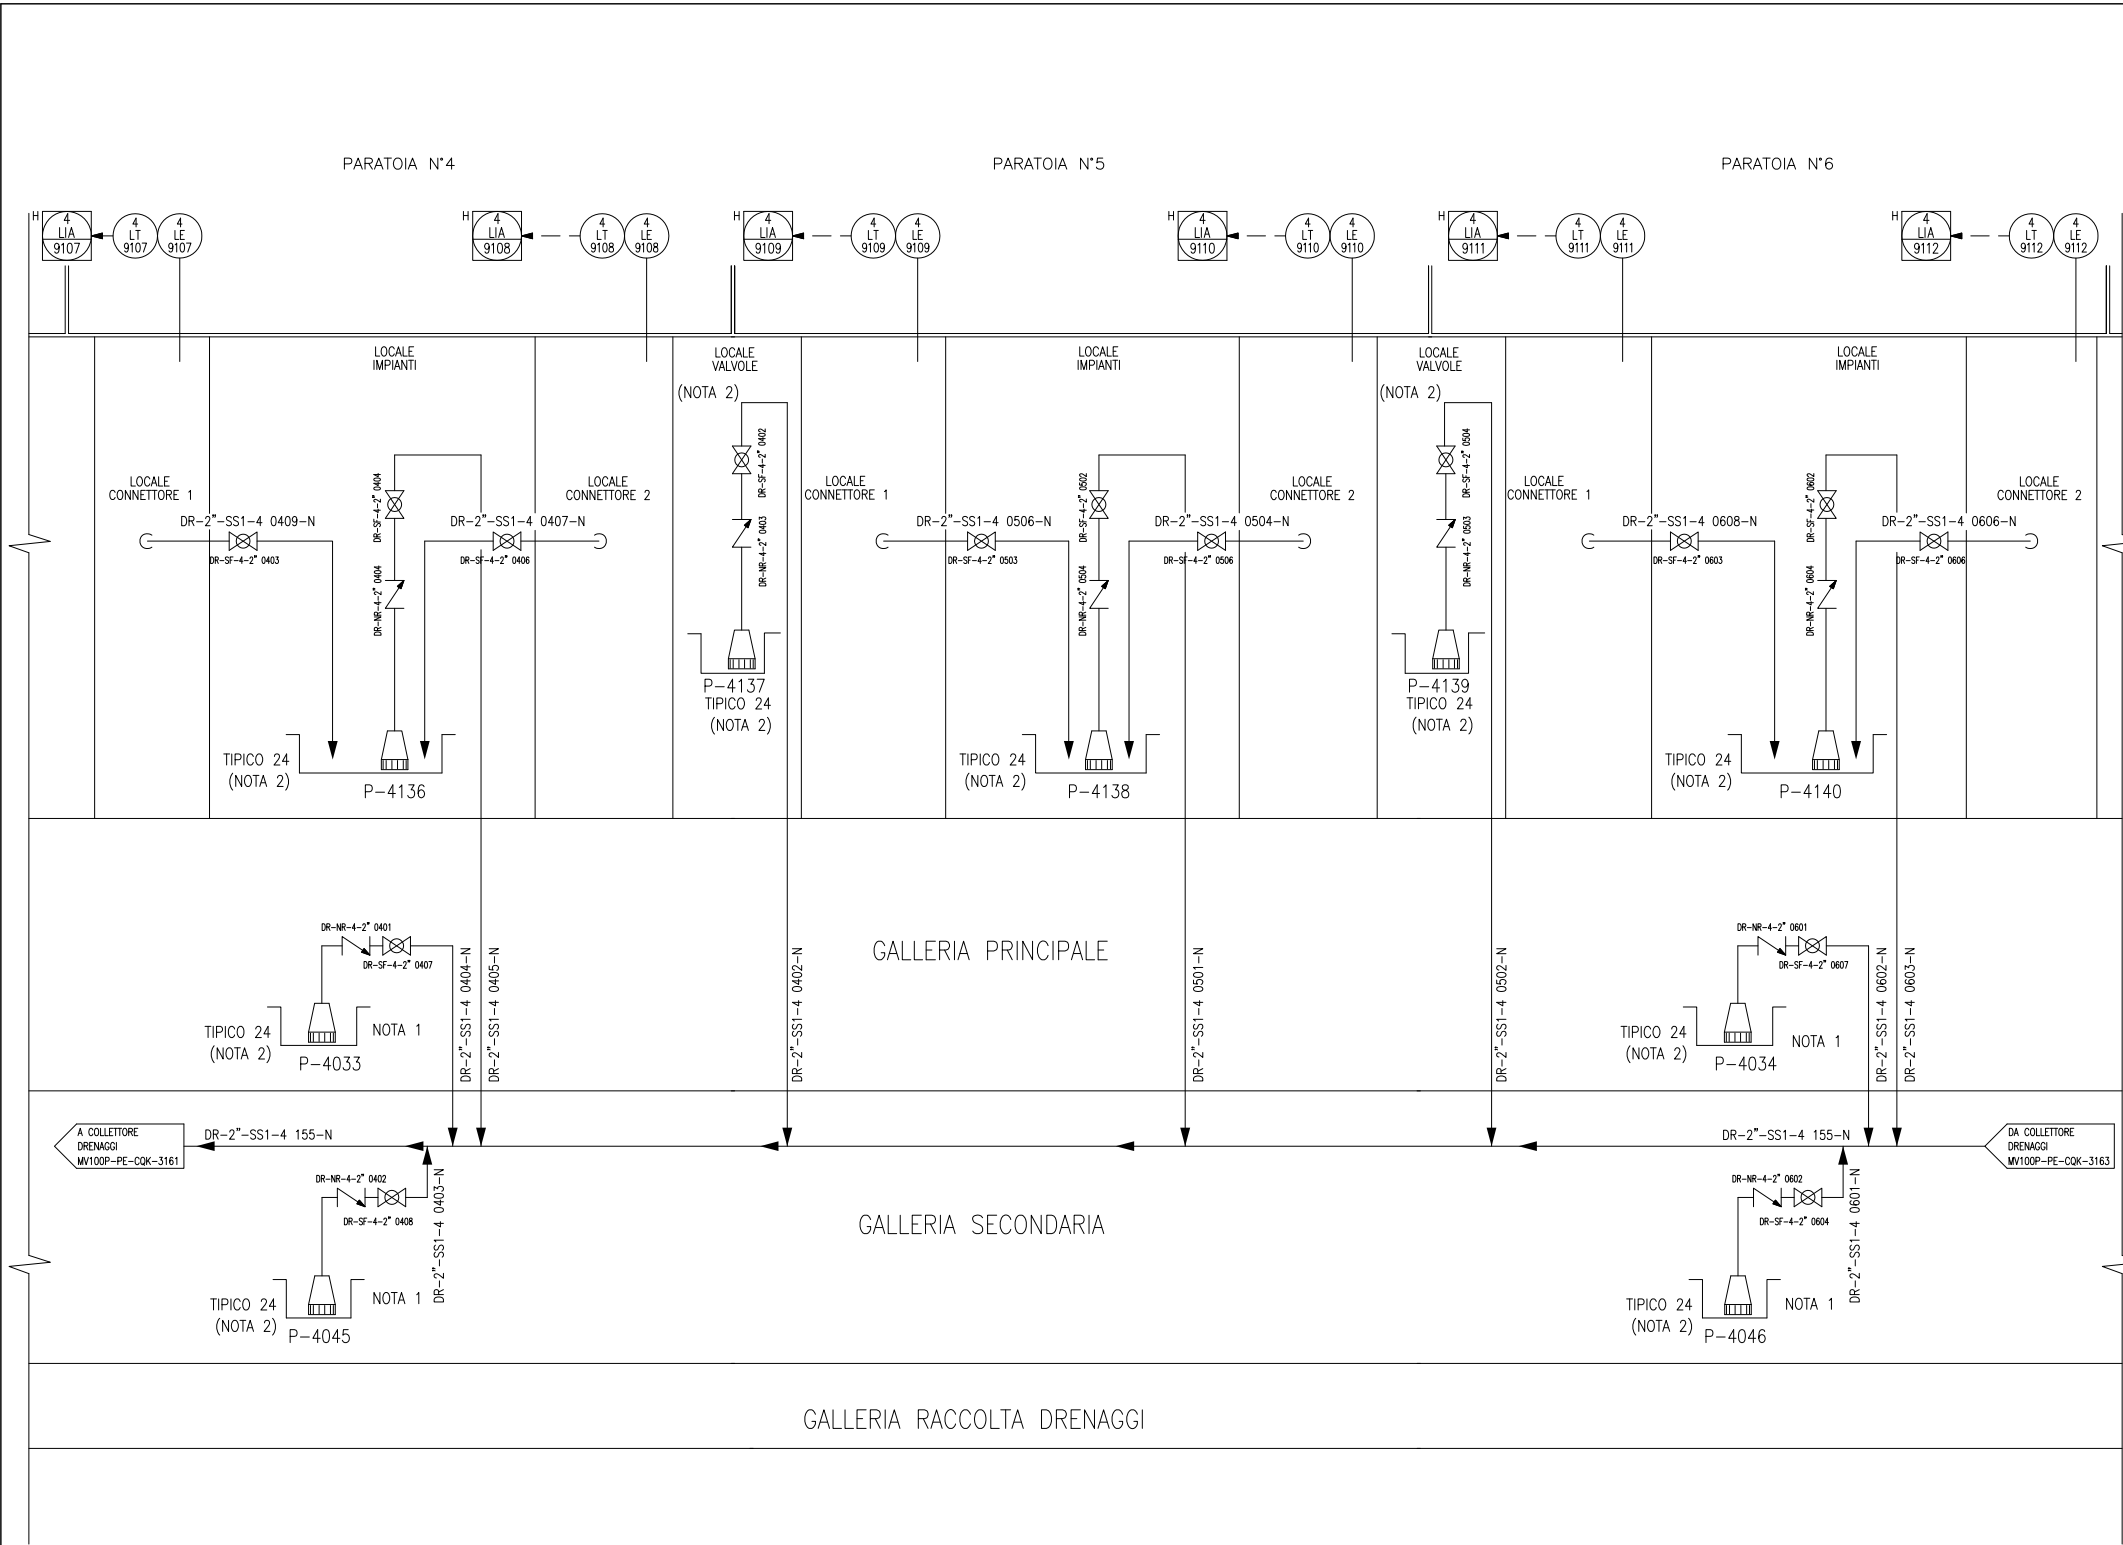 PARATOIA N°4
PARATOIA N°5
PARATOIA N°6
H
4
LIA
9107
4
LT
9107
4
LE
9107
H
4
LIA
9108
4
LT
9108
4
LE
9108
H
4
LIA
9109
4
LT
9109
4
LE
9109
H
4
LIA
9110
4
LT
9110
4
LE
9110
H
4
LIA
9111
4
LT
9111
4
LE
9111
H
4
LIA
9112
4
LT
9112
4
LE
9112
LOCALE
IMPIANTI
LOCALE
VALVOLE
(NOTA 2)
LOCALE
IMPIANTI
LOCALE
VALVOLE
(NOTA 2)
LOCALE
IMPIANTI
LOCALE
CONNETTORE 1
DR-2"-SS1-4 0409-N
DR-SF-4-2" 0403
DR-SF-4-2" 0404
DR-NR-4-2" 0404
DR-2"-SS1-4 0407-N
DR-SF-4-2" 0406
LOCALE
CONNETTORE 2
DR-SF-4-2" 0402
DR-NR-4-2" 0403
P-4137
TIPICO 24
(NOTA 2)
LOCALE
CONNETTORE 1
DR-2"-SS1-4 0506-N
DR-SF-4-2" 0503
DR-SF-4-2" 0502
DR-NR-4-2" 0504
DR-2"-SS1-4 0504-N
DR-SF-4-2" 0506
LOCALE
CONNETTORE 2
DR-SF-4-2" 0504
DR-NR-4-2" 0503
P-4139
TIPICO 24
(NOTA 2)
LOCALE
CONNETTORE 1
DR-2"-SS1-4 0608-N
DR-SF-4-2" 0603
DR-SF-4-2" 0602
DR-NR-4-2" 0604
DR-2"-SS1-4 0606-N
DR-SF-4-2" 0606
LOCALE
CONNETTORE 2
TIPICO 24
(NOTA 2)
P-4136
TIPICO 24
(NOTA 2)
P-4138
TIPICO 24
(NOTA 2)
P-4140
DR-NR-4-2" 0401
DR-SF-4-2" 0407
TIPICO 24
(NOTA 2)
NOTA 1
P-4033
DR-2"-SS1-4 0404-N
DR-2"-SS1-4 0405-N
DR-2"-SS1-4 0402-N
GALLERIA PRINCIPALE
DR-2"-SS1-4 0501-N
DR-2"-SS1-4 0502-N
DR-NR-4-2" 0601
DR-SF-4-2" 0607
TIPICO 24
(NOTA 2)
NOTA 1
P-4034
DR-2"-SS1-4 0602-N
DR-2"-SS1-4 0603-N
A COLLETTORE
DRENAGGI
MV100P-PE-CQK-3161
DR-2"-SS1-4 155-N
DR-2"-SS1-4 155-N
DA COLLETTORE
DRENAGGI
MV100P-PE-CQK-3163
DR-NR-4-2" 0402
DR-SF-4-2" 0408
DR-2"-SS1-4 0403-N
TIPICO 24
(NOTA 2)
NOTA 1
P-4045
GALLERIA SECONDARIA
DR-NR-4-2" 0602
DR-SF-4-2" 0604
DR-2"-SS1-4 0601-N
TIPICO 24
(NOTA 2)
NOTA 1
P-4046
GALLERIA RACCOLTA DRENAGGI